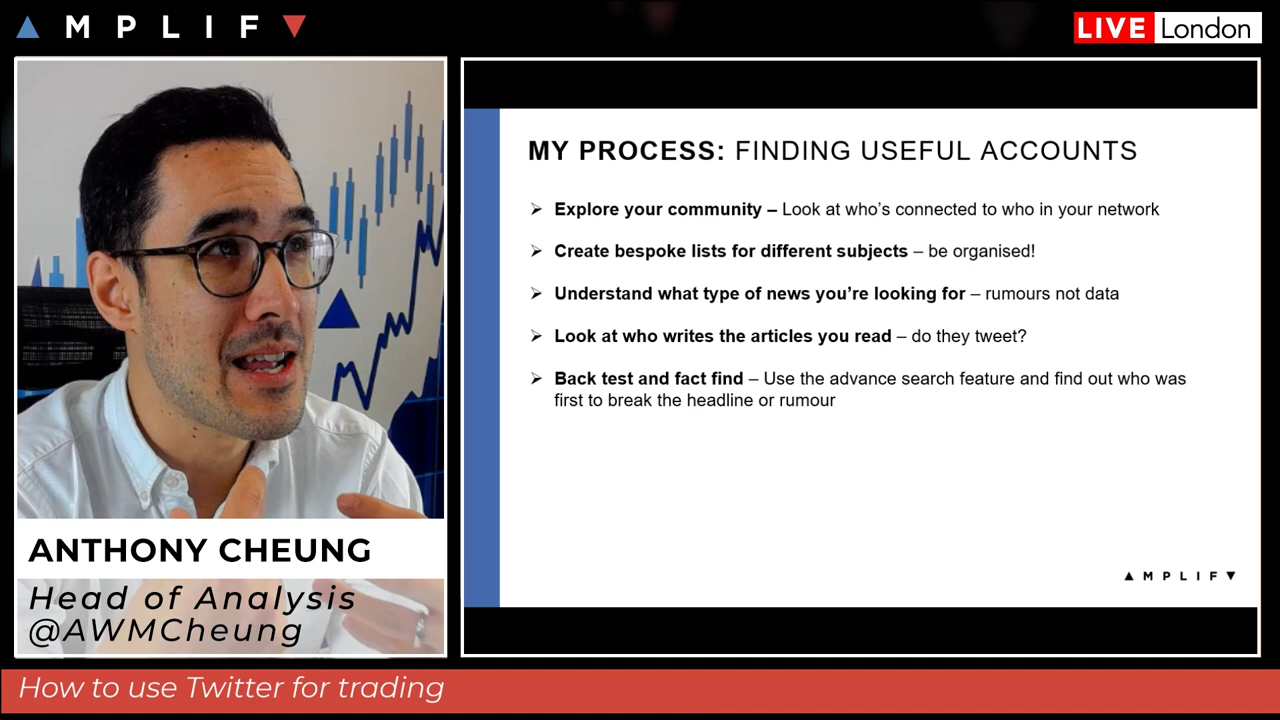 ▲ M P L I F ▼
LIVE London
MY PROCESS: FINDING USEFUL ACCOUNTS
➢ Explore your community – Look at who's connected to who in your network
➢ Create bespoke lists for different subjects – be organised!
➢ Understand what type of news you're looking for – rumours not data
➢ Look at who writes the articles you read – do they tweet?
➢ Back test and fact find – Use the advance search feature and find out who was
first to break the headline or rumour
▲ M P L I F ▼
ANTHONY CHEUNG
Head of Analysis
@AWMCheung
How to use Twitter for trading